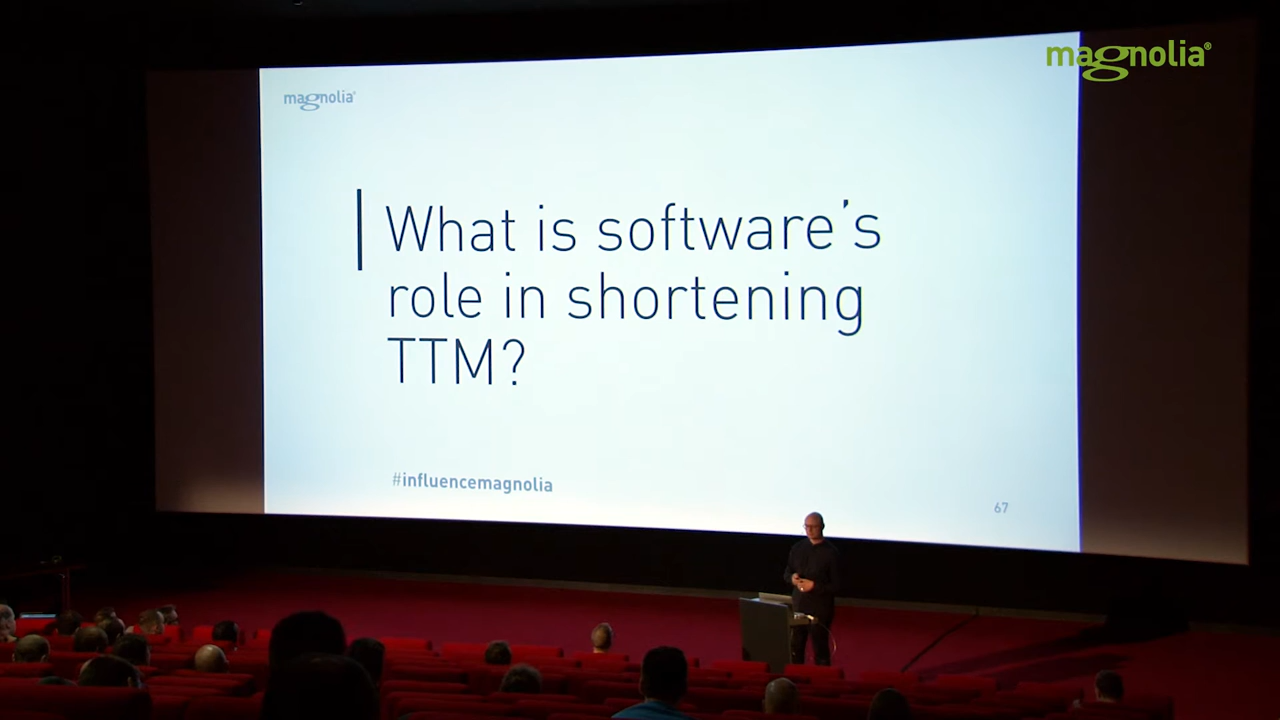 magnolia®
magnolia®
What is software's
role in shortening
TTM?
#influencemagnolia
67